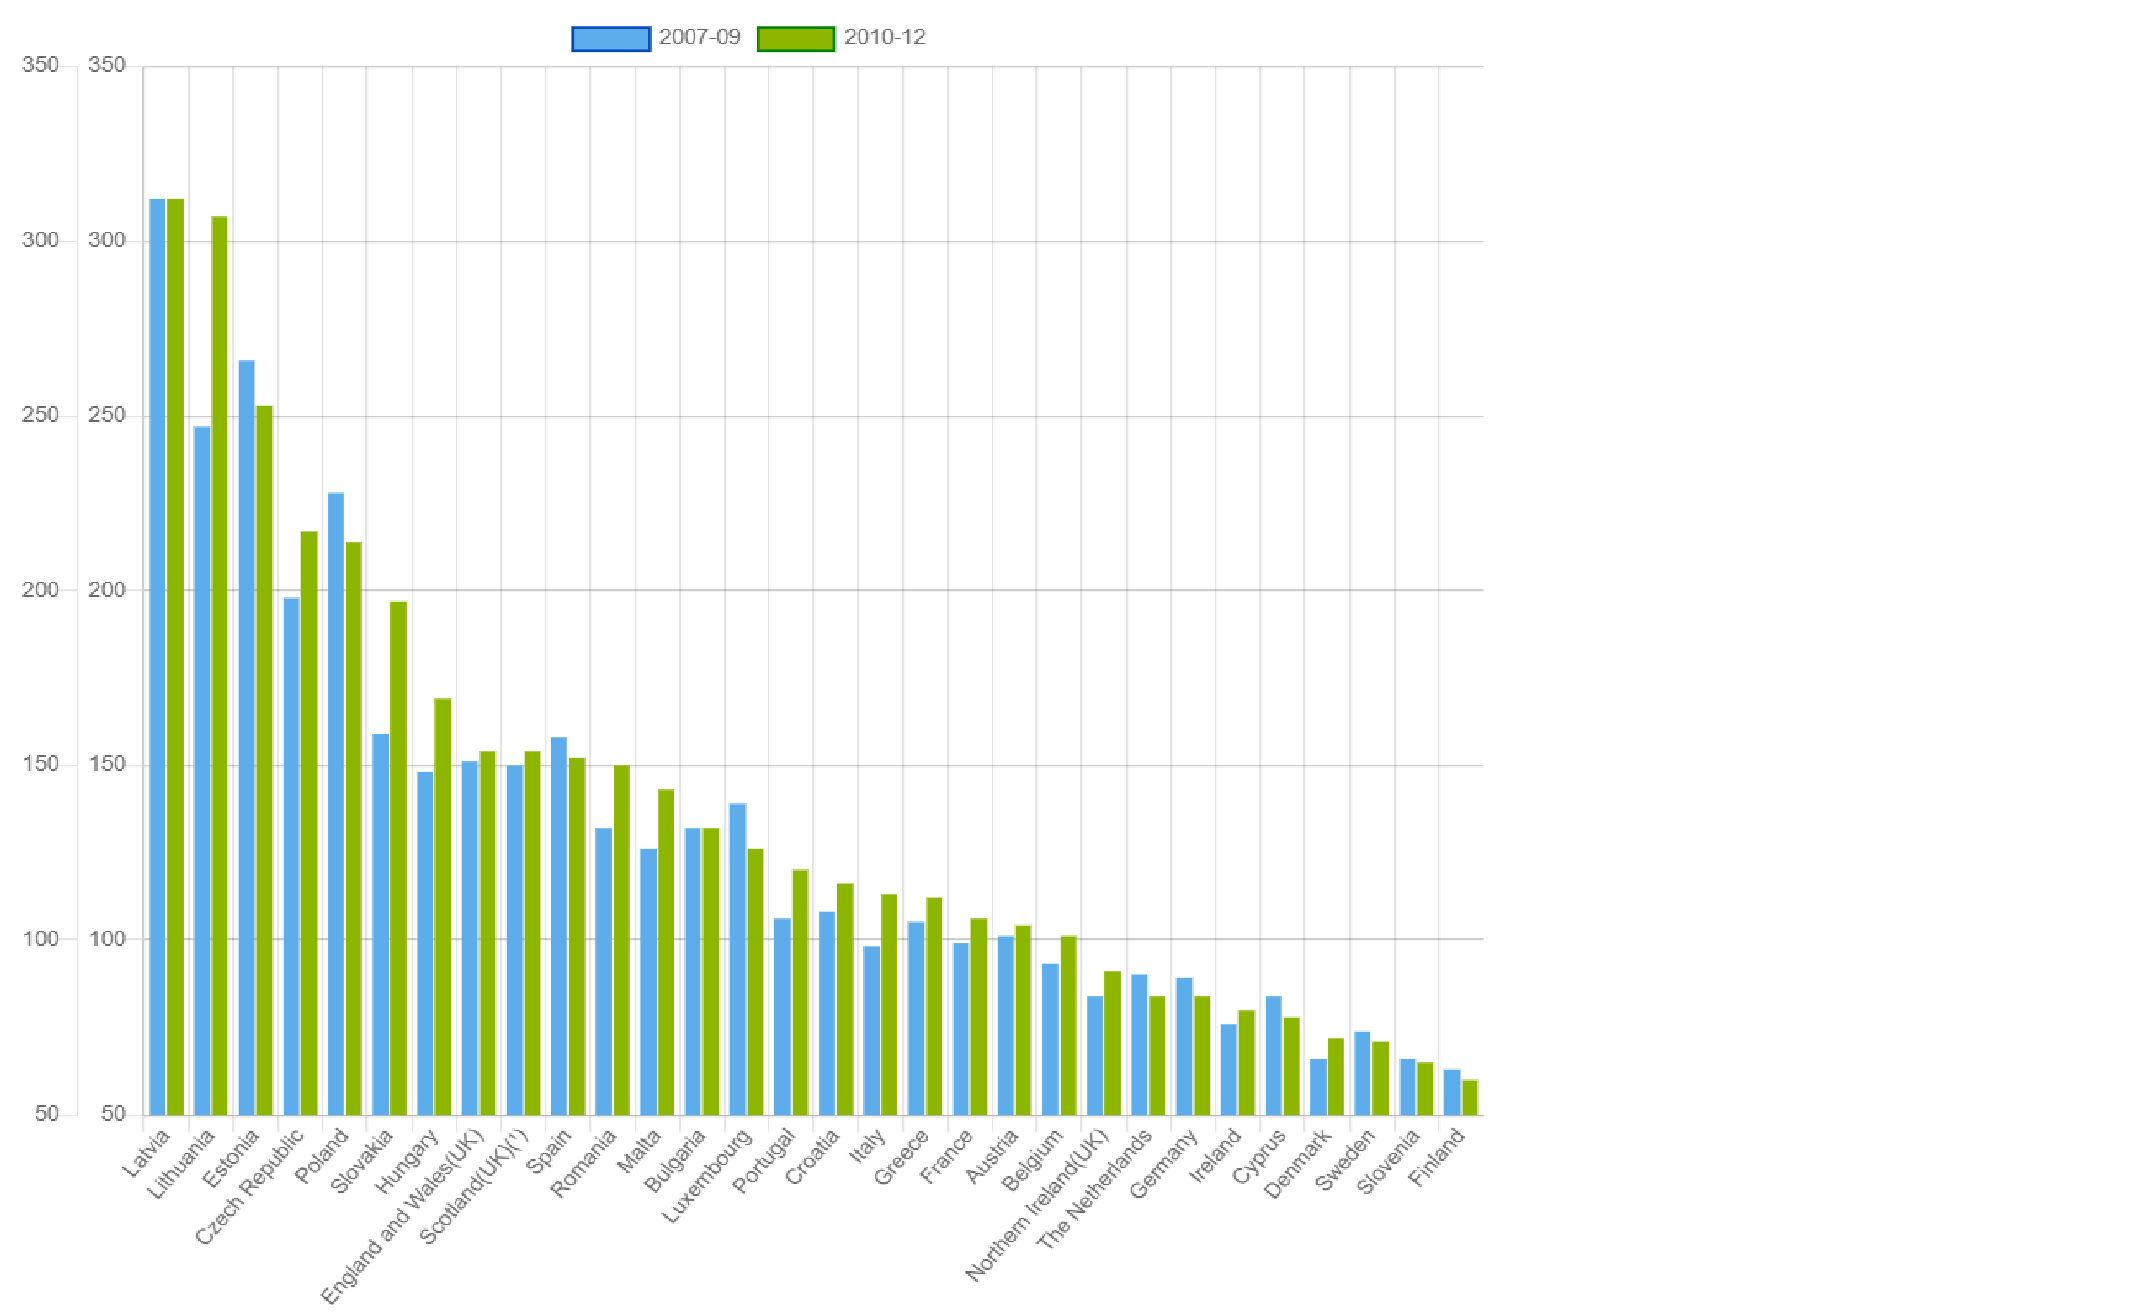 2007-09 2010-12
350 350
300 300
250 250
200 200
150 150
100 100
50 50
Latvia
Lithuania
Estonia
Czech Republic
Poland
Slovakia
Hungary
England and Wales(UK)
Scotland(UK)(¹)
Spain
Romania
Malta
Bulgaria
Luxembourg
Portugal
Croatia
Italy
Greece
France
Austria
Belgium
Northern Ireland(UK)
The Netherlands
Germany
Ireland
Cyprus
Denmark
Sweden
Slovenia
Finland